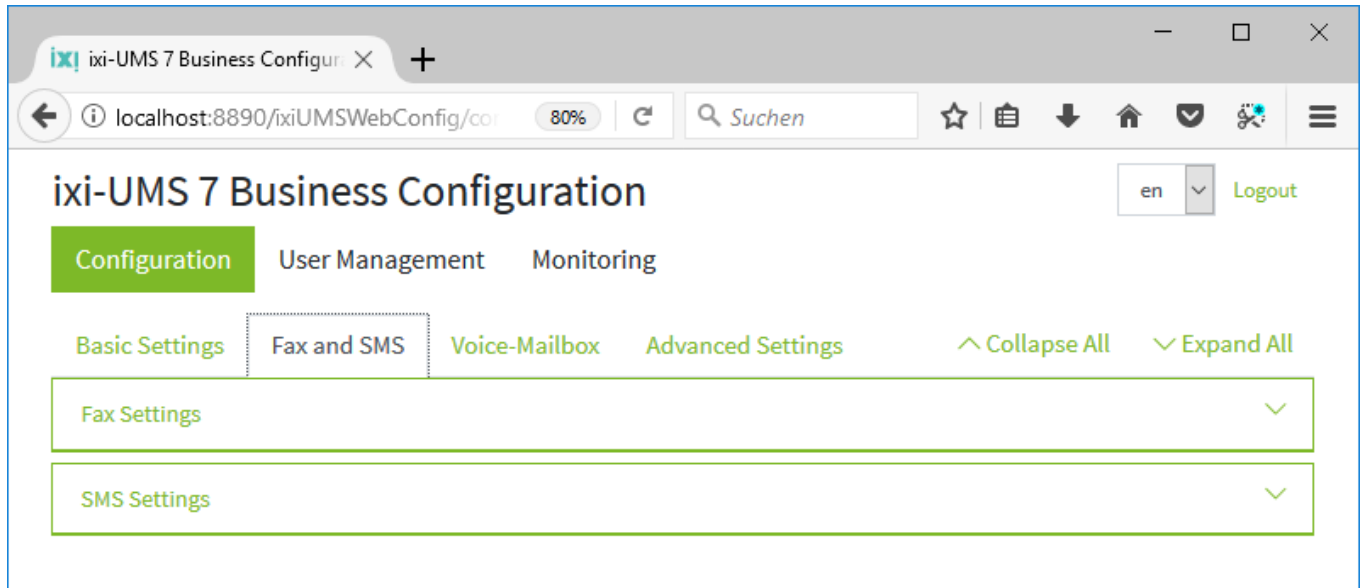 ixi ixi-UMS 7 Business Configur
localhost:8890/ixiUMSWebConfig/co 80% Suchen
ixi-UMS 7 Business Configuration en Logout
Configuration User Management Monitoring
Basic Settings Fax and SMS Voice-Mailbox Advanced Settings Collapse All Expand All
Fax Settings
SMS Settings